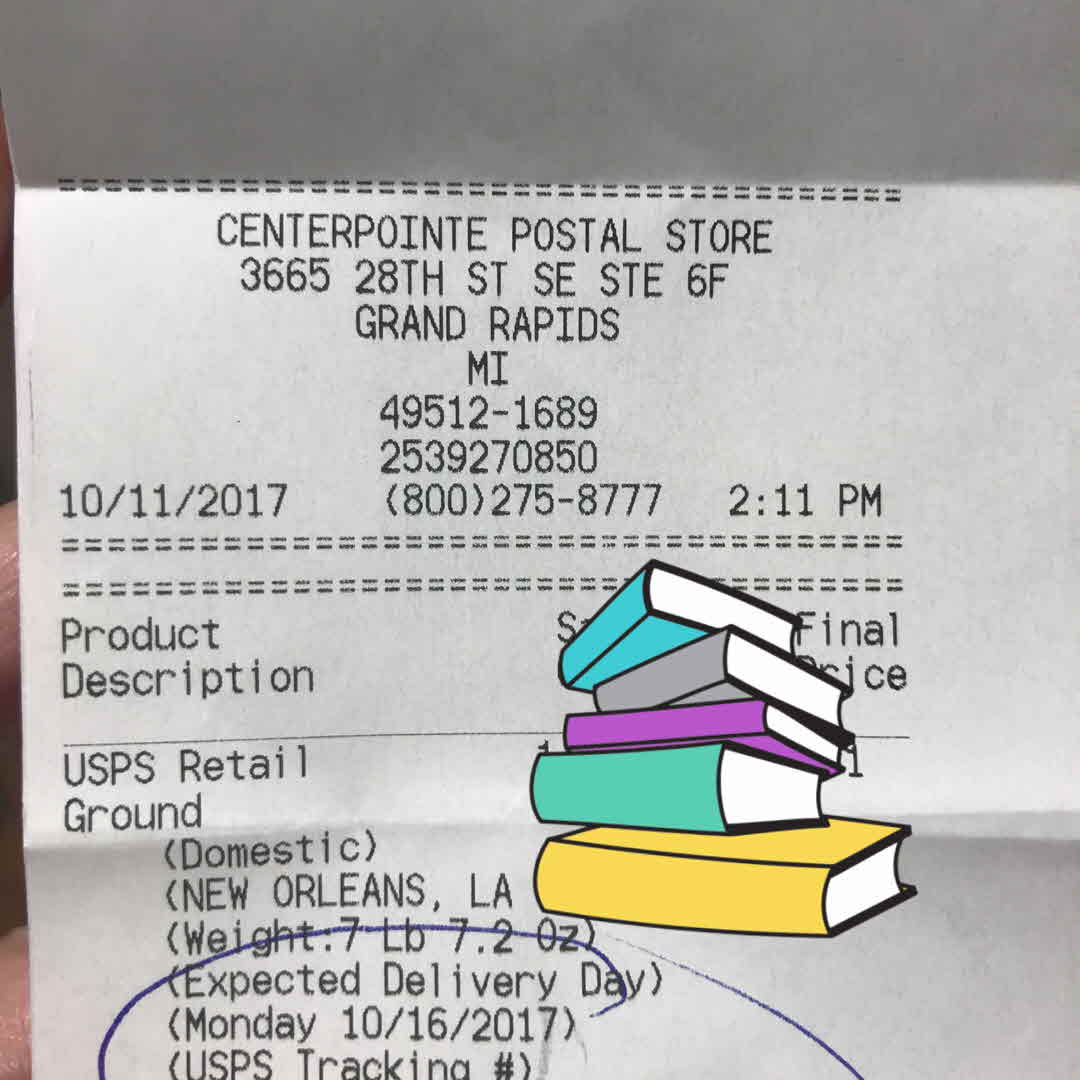 CENTERPOINTE POSTAL STORE
3665 28TH ST SE STE 6F
GRAND RAPIDS
MI
49512-1689
2539270850
10/11/2017 (800)275-8777 2:11 PM
Product Final
Description
USPS Retail
Ground
(Domestic)
(NEW ORLEANS, LA
(Weight:7 Lb 7.2 Oz)
(Expected Delivery Day)
(Monday 10/16/2017)
(USPS Tracking #)